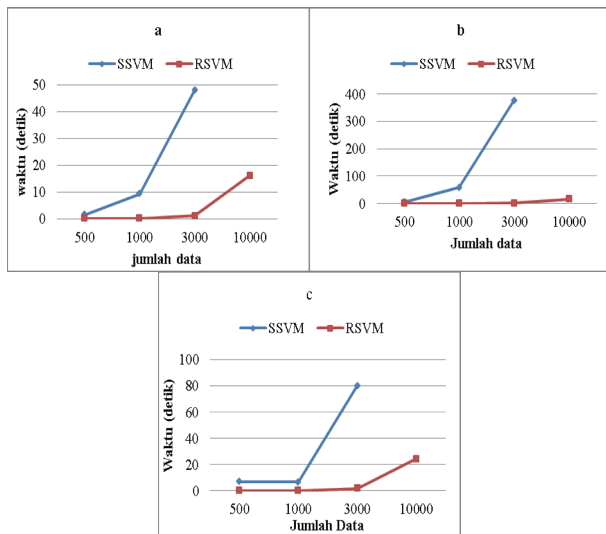 a
SSVM RSVM
50
40
30
20
10
0
waktu (detik)
500 1000 3000 10000
jumlah data
b
SSVM RSVM
400
300
200
100
0
Waktu (detik)
500 1000 3000 10000
Jumlah data
c
SSVM RSVM
100
80
60
40
20
0
Waktu (detik)
500 1000 3000 10000
Jumlah Data